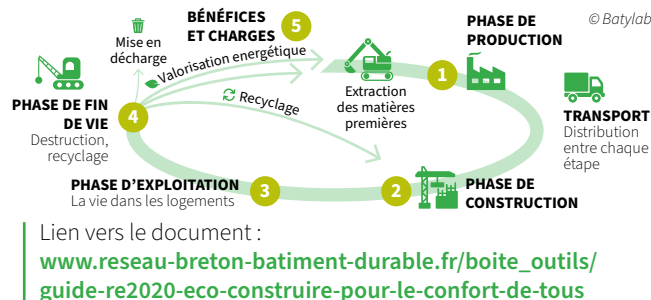 BÉNÉFICES
ET CHARGES
5
PHASE DE
PRODUCTION
© Batylab
Mise en
décharge
Valorisation energétique
1
Extraction
des matières
premières
Recyclage
TRANSPORT
Distribution
entre chaque
étape
PHASE DE FIN
DE VIE
4
Destruction,
recyclage
PHASE D'EXPLOITATION
La vie dans les logements
3
2
PHASE DE
CONSTRUCTION
Lien vers le document :
www.reseau-breton-batiment-durable.fr/boite_outils/
guide-re2020-eco-construire-pour-le-confort-de-tous